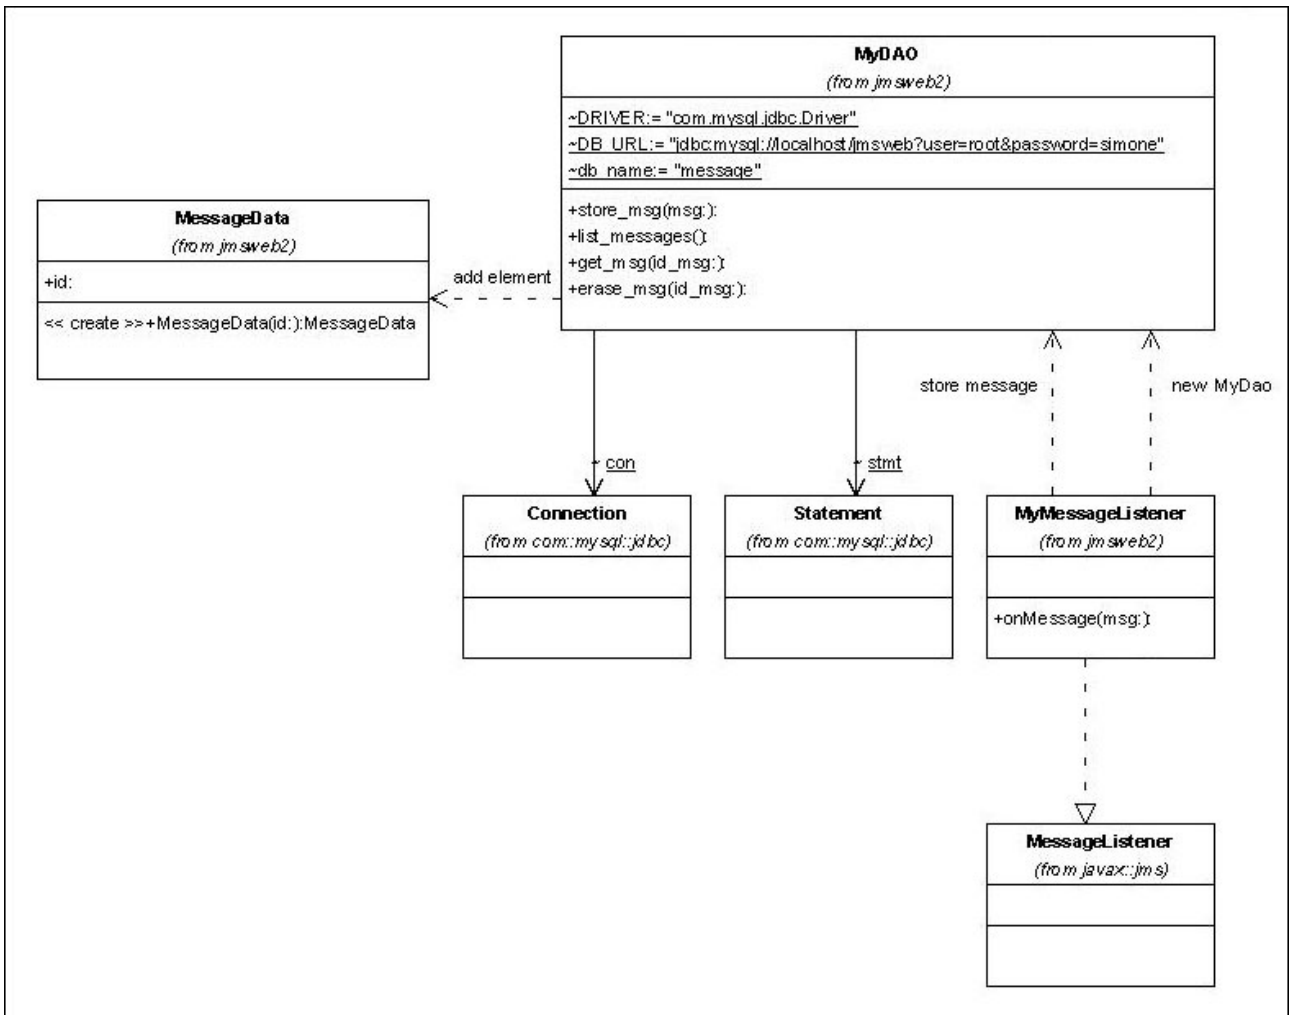 MyDAO
(from jmsweb2)
~DRIVER:= "com.mysql.jdbc.Driver"
~DB_URL:= "jdbc:mysql://localhost/jmsweb?user=root&password=simone"
~db_name:= "message"
+store_msg(msg:):
+list_messages():
+get_msg(id_msg:):
+erase_msg(id_msg:):
MessageData
(from jmsweb2)
+id:
<< create >>+MessageData(id:):MessageData
add element
store message
new MyDao
~ con
~ stmt
Connection
(from com::mysql::jdbc)
Statement
(from com::mysql::jdbc)
MyMessageListener
(from jmsweb2)
+onMessage(msg:):
MessageListener
(from javax::jms)